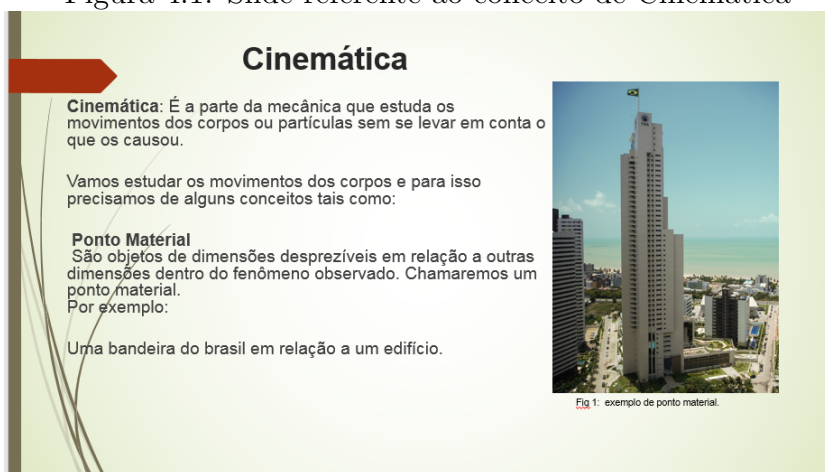 Figura 4.1: Slide referente ao conceito de Cinemática
Cinemática
Cinemática: É a parte da mecânica que estuda os
movimentos dos corpos ou partículas sem se levar em conta o
que os causou.
Vamos estudar os movimentos dos corpos e para isso
precisamos de alguns conceitos tais como:
Ponto Material
São objetos de dimensões desprezíveis em relação a outras
dimensões dentro do fenômeno observado. Chamaremos um
ponto material.
Por exemplo:
Uma bandeira do brasil em relação a um edifício.
Fig 1: exemplo de ponto material.